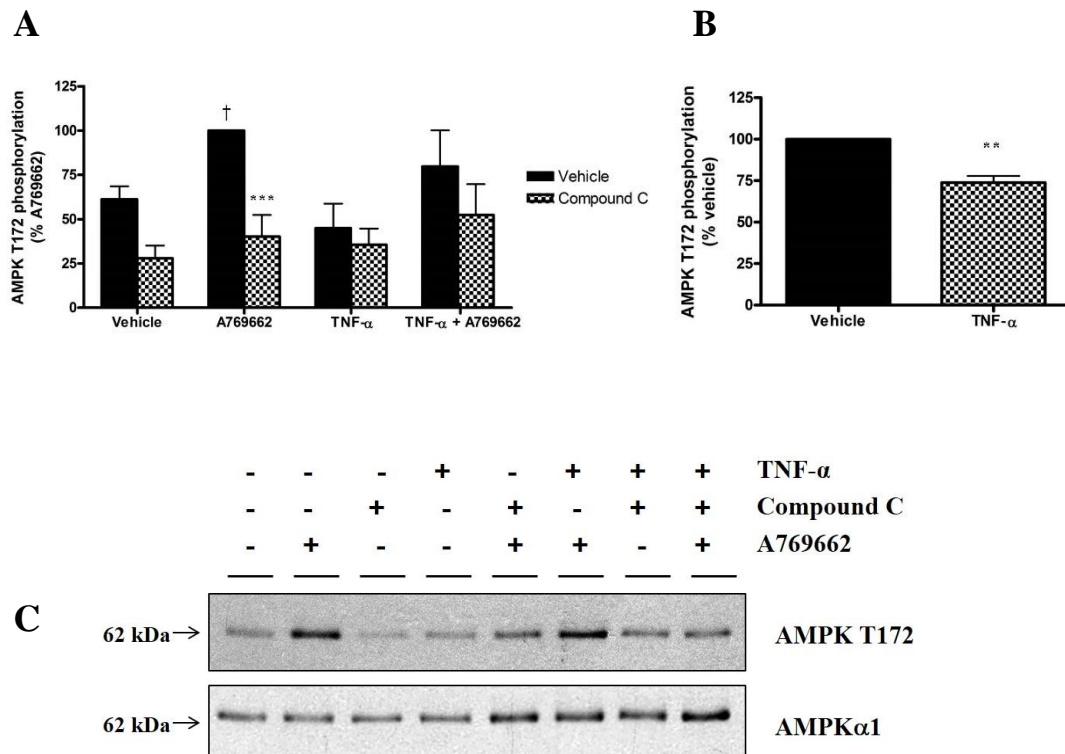 A
AMPK T172 phosphorylation
(% A769662)
125
100
75
50
25
0
†
***
Vehicle
A769662
TNF-α
TNF-α + A769662
Vehicle
Compound C
B
AMPK T172 phosphorylation
(% vehicle)
125
100
75
50
25
0
**
Vehicle
TNF-α
- - - + - + + + TNF-α
- - + - + - + + Compound C
- + - - + + - + A769662
C
62 kDa→ AMPK T172
62 kDa→ AMPKα1